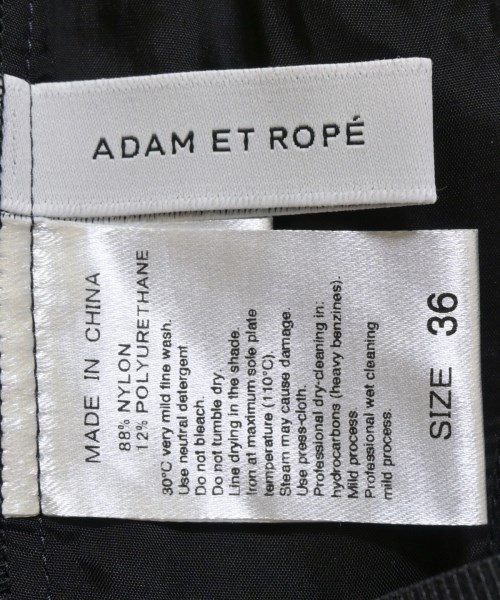 ADAM ET ROPÉ
MADE IN CHINA
88% NYLON
12% POLYURETHANE
30°C very mild fine wash.
Use neutral detergent
Do not bleach.
Do not tumble dry.
Line drying in the shade.
Iron at maximum sole plate
temperature (110°C).
Steam may cause damage.
Use press-cloth.
Professional dry-cleaning in:
hydrocarbons (heavy benzines).
Mild process.
Professional wet cleaning
mild process.
SIZE 36